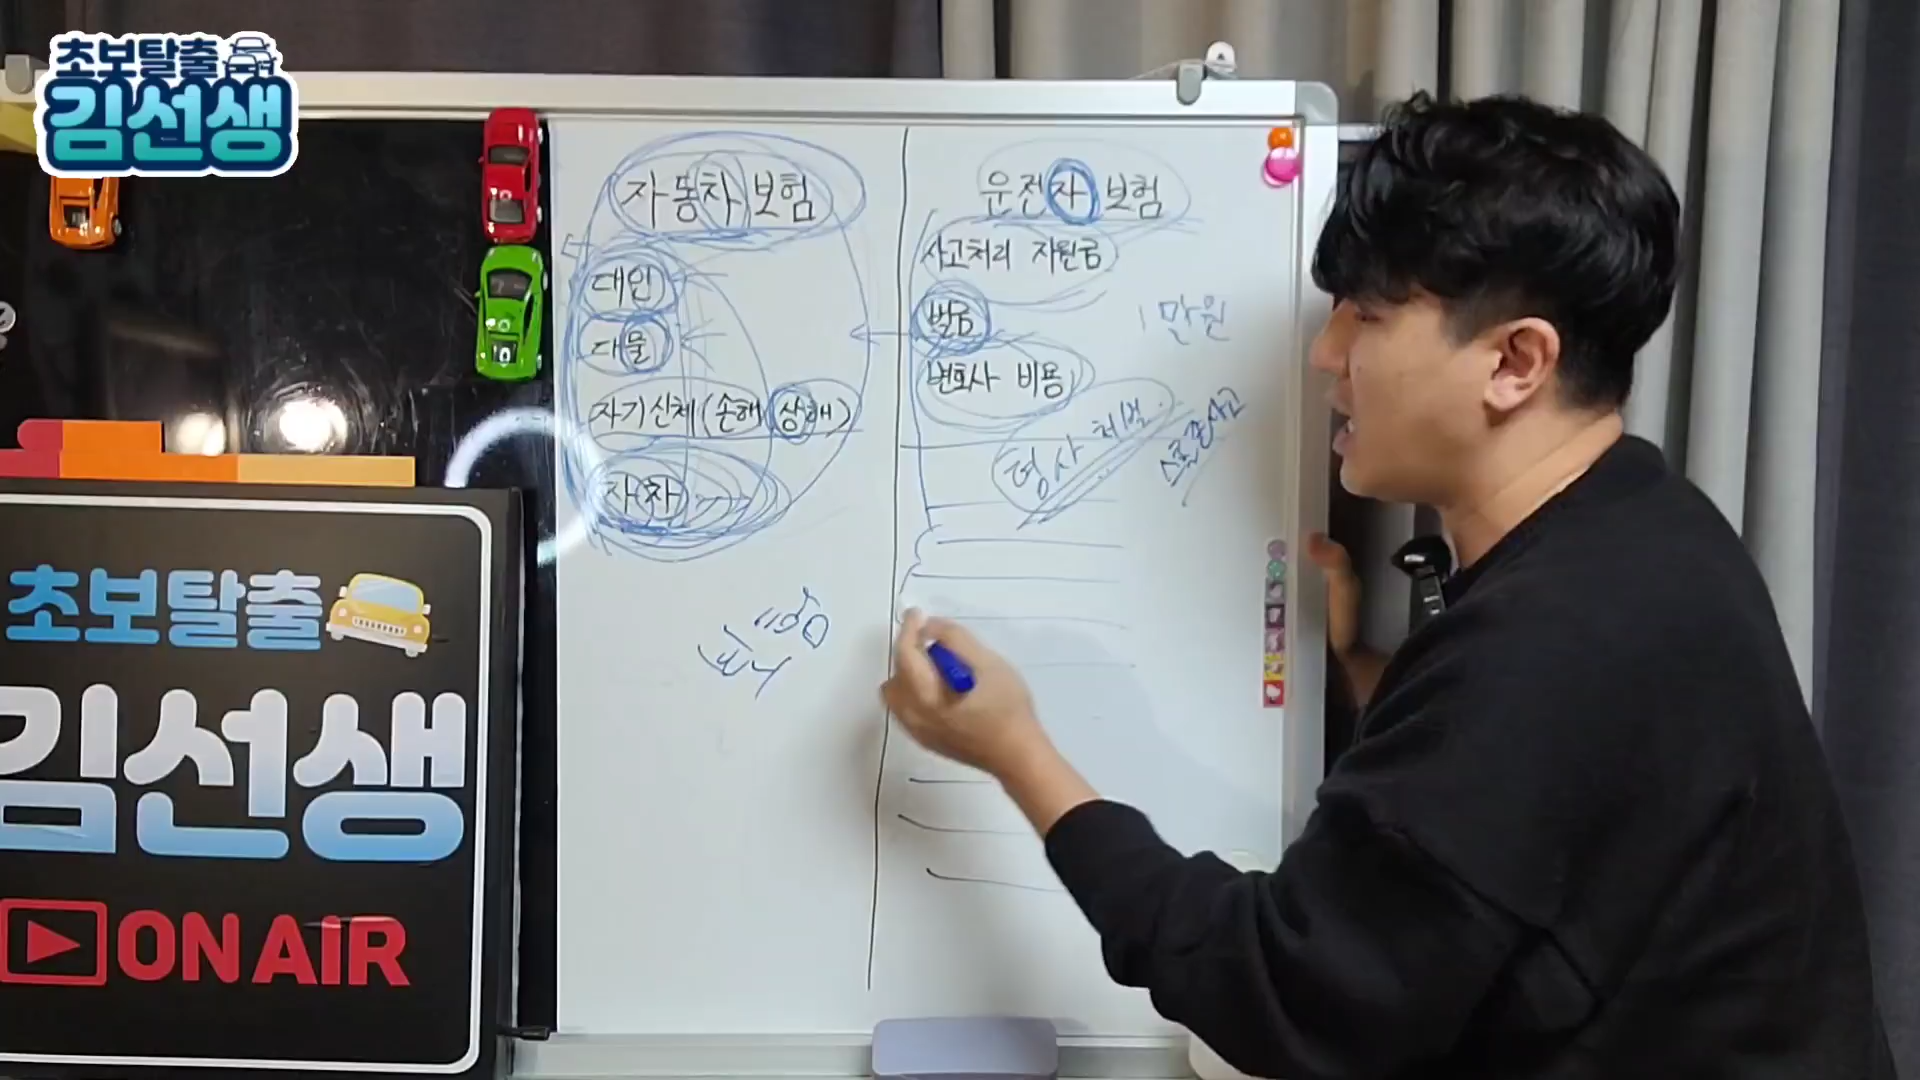 초보탈출
김선생
자동차보험
대인
대물
자기신체(손해 상해)
자차
운전자 보험
사고처리 지원금
벌금
변호사 비용
1만원
형사 처벌
초보탈출
김선생
ON AIR